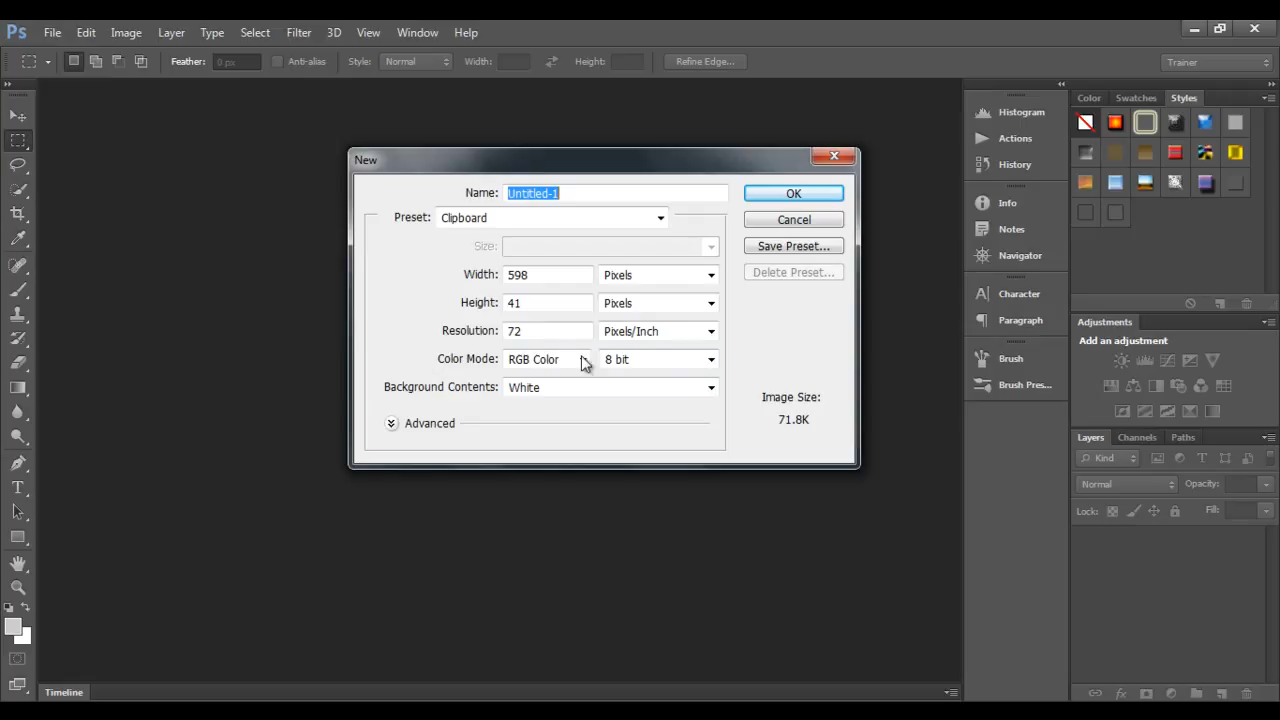 Ps File Edit Image Layer Type Select Filter 3D View Window Help
Feather: 0 px Anti-alias Style: Normal Width: Height: Refine Edge... Trainer
New
Name: Untitled-1 OK
Preset: Clipboard Cancel
Size: Save Preset...
Width: 598 Pixels Delete Preset...
Height: 41 Pixels
Resolution: 72 Pixels/Inch
Color Mode: RGB Color 8 bit
Background Contents: White
Advanced
Image Size:
71.8K
Histogram
Actions
History
Info
Notes
Navigator
Character
Paragraph
Brush
Brush Pres...
Color Swatches Styles
Adjustments
Add an adjustment
Layers Channels Paths
Kind
Normal Opacity:
Lock: Fill:
Timeline